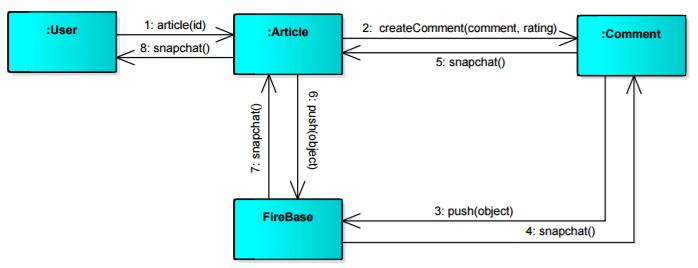 :User
1: article(id)
8: snapchat()
:Article
2: createComment(comment, rating)
5: snapchat()
:Comment
7: snapchat()
6: push(object)
FireBase
3: push(object)
4: snapchat()